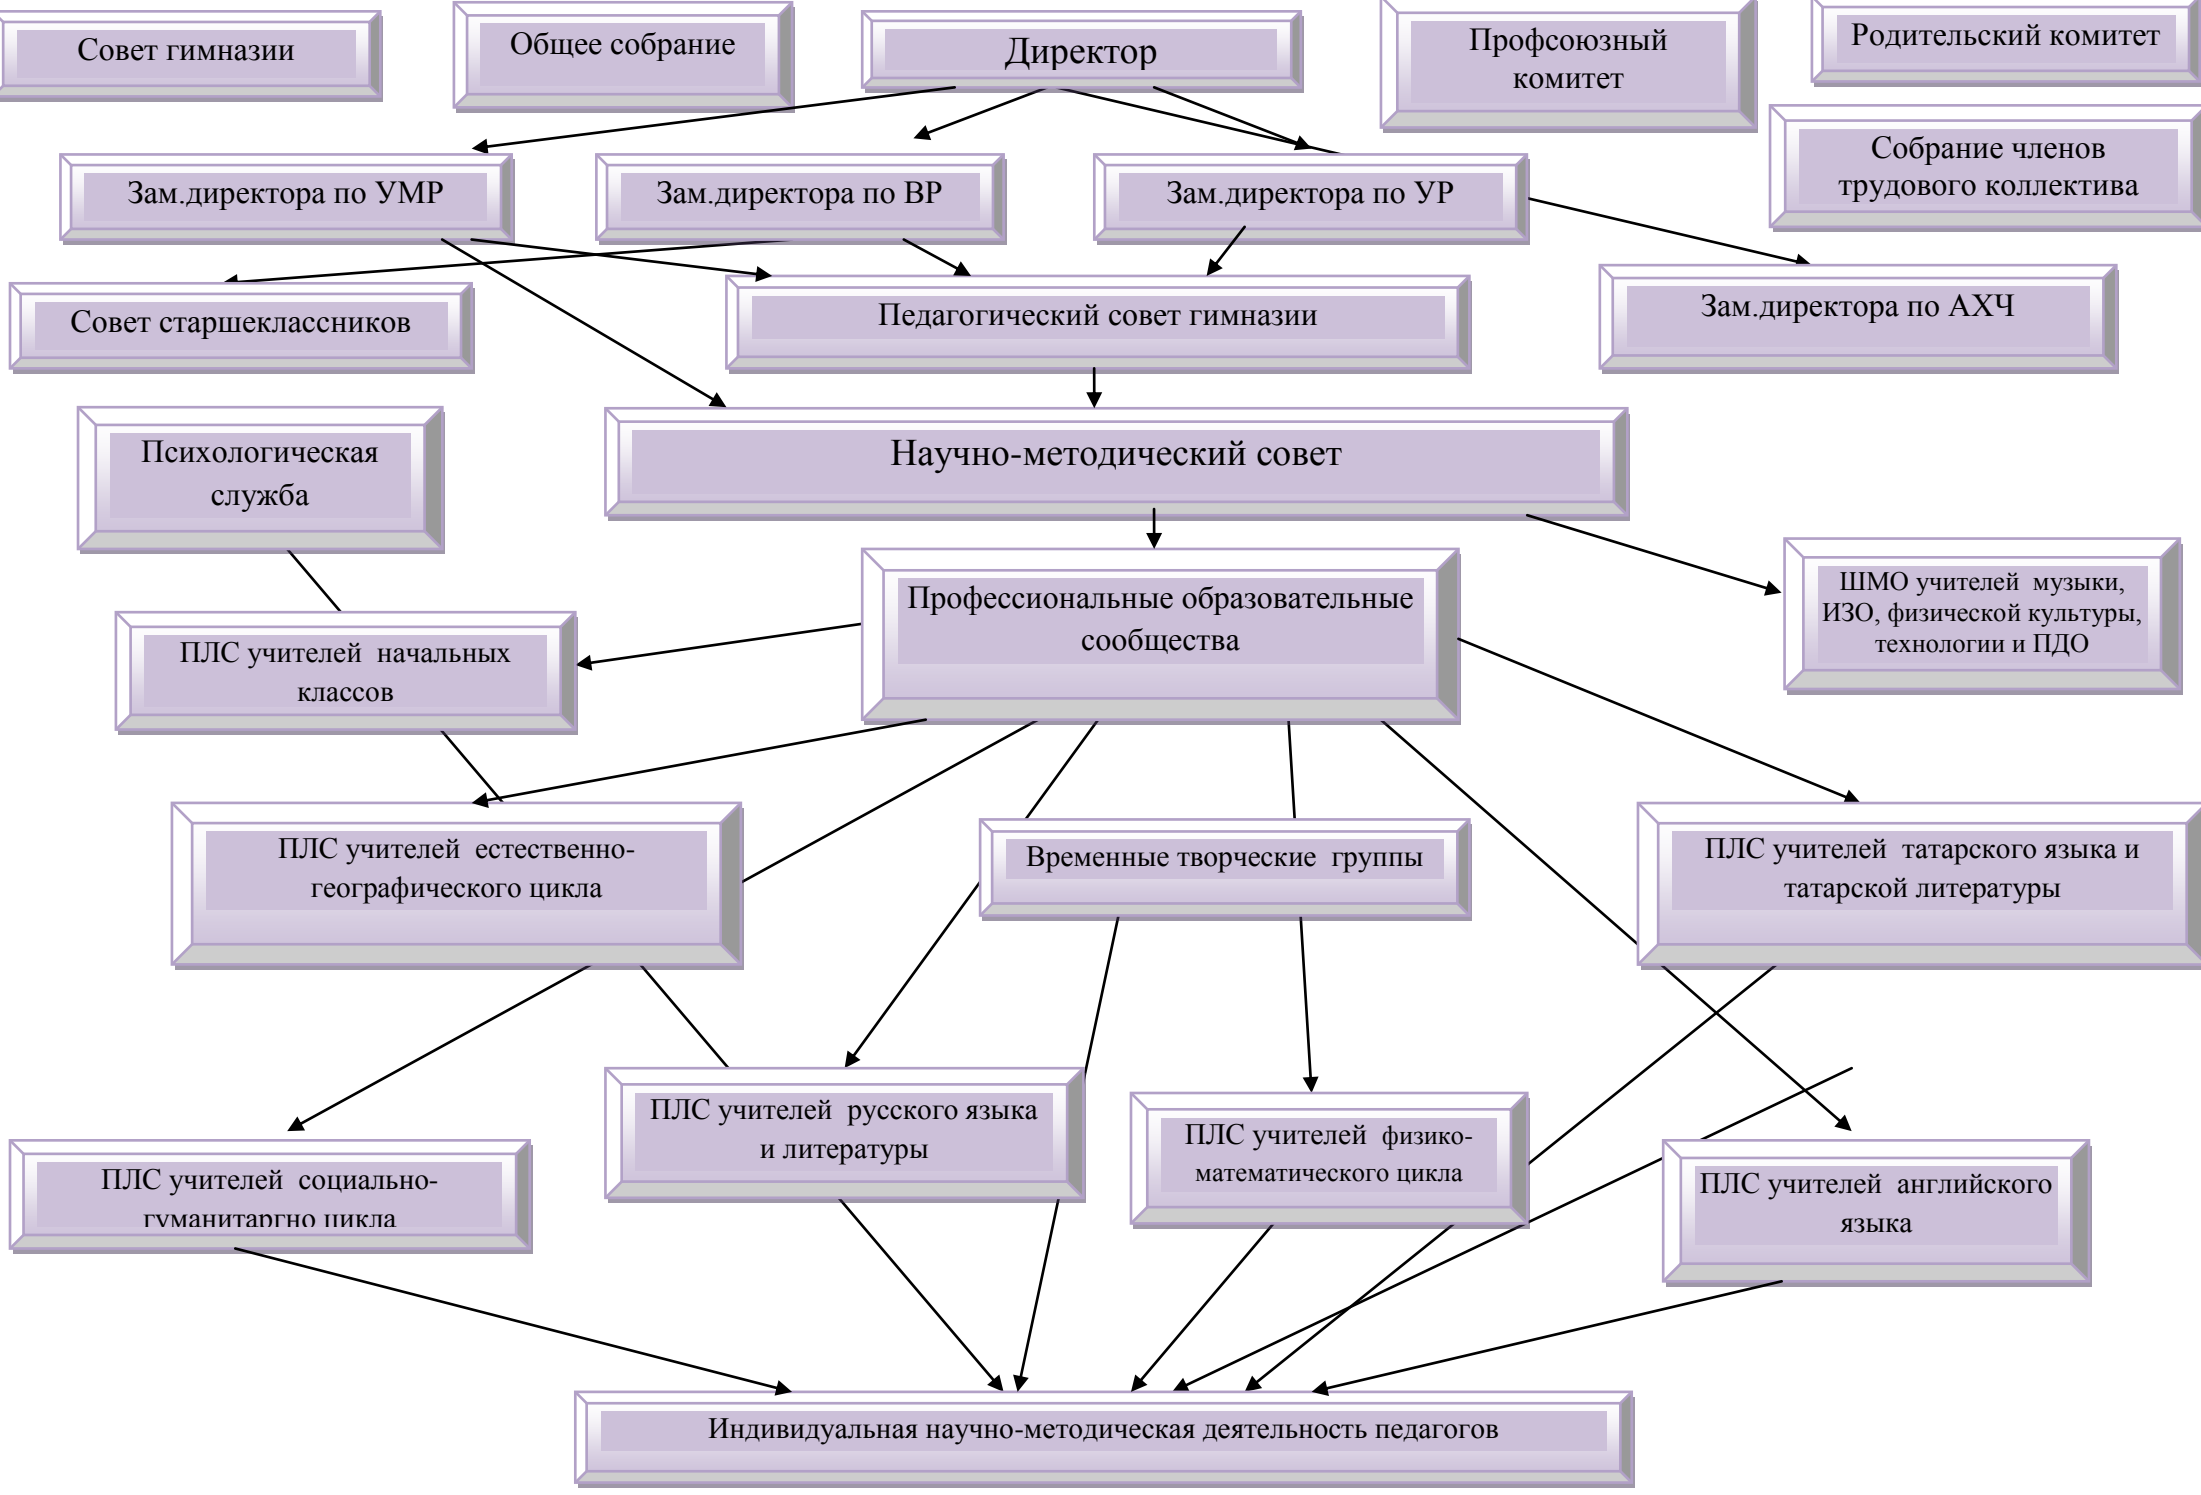 Совет гимназии
Общее собрание
Директор
Профсоюзный
комитет
Родительский комитет
Собрание членов
трудового коллектива
Зам.директора по УМР
Зам.директора по ВР
Зам.директора по УР
Совет старшеклассников
Педагогический совет гимназии
Зам.директора по АХЧ
Психологическая
служба
Научно-методический совет
Профессиональные образовательные
сообщества
ШМО учителей музыки,
ИЗО, физической культуры,
технологии и ПДО
ПЛС учителей начальных
классов
ПЛС учителей естественно-
географического цикла
Временные творческие группы
ПЛС учителей татарского языка и
татарской литературы
ПЛС учителей русского языка
и литературы
ПЛС учителей физико-
математического цикла
ПЛС учителей социально-
гуманитаргно цикла
ПЛС учителей английского
языка
Индивидуальная научно-методическая деятельность педагогов